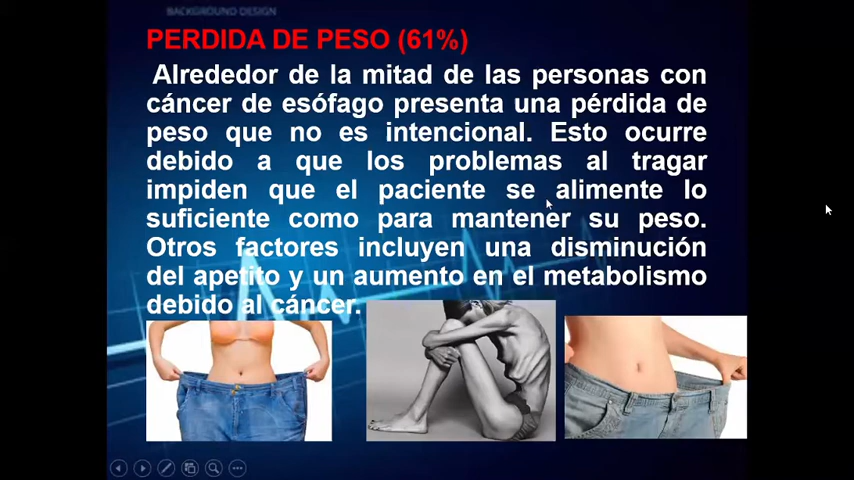 BACKGROUND DESIGN
PERDIDA DE PESO (61%)
Alrededor de la mitad de las personas con
cáncer de esófago presenta una pérdida de
peso que no es intencional. Esto ocurre
debido a que los problemas al tragar
impiden que el paciente se alimente lo
suficiente como para mantener su peso.
Otros factores incluyen una disminución
del apetito y un aumento en el metabolismo
debido al cáncer.